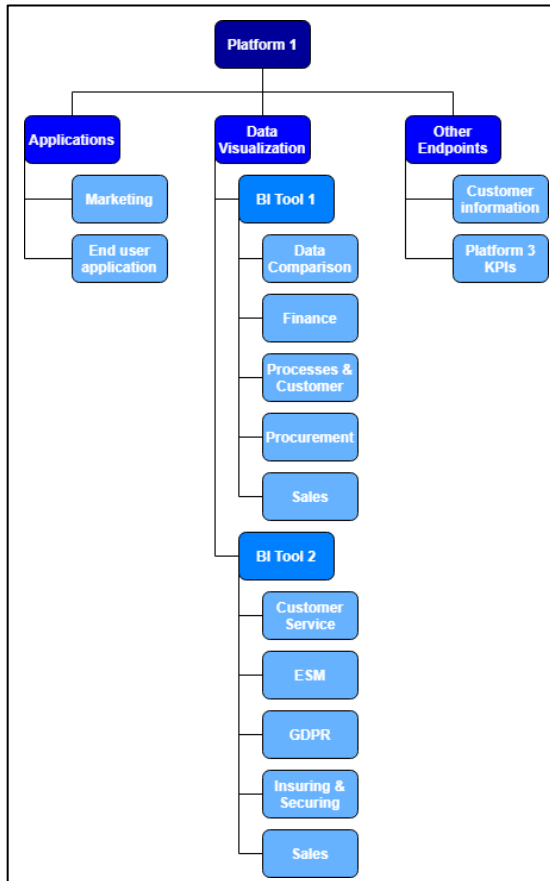 Platform 1
Applications
Marketing
End user
application
Data
Visualization
BI Tool 1
Data
Comparison
Finance
Processes &
Customer
Procurement
Sales
BI Tool 2
Customer
Service
ESM
GDPR
Insuring &
Securing
Sales
Other
Endpoints
Customer
information
Platform 3
KPIs